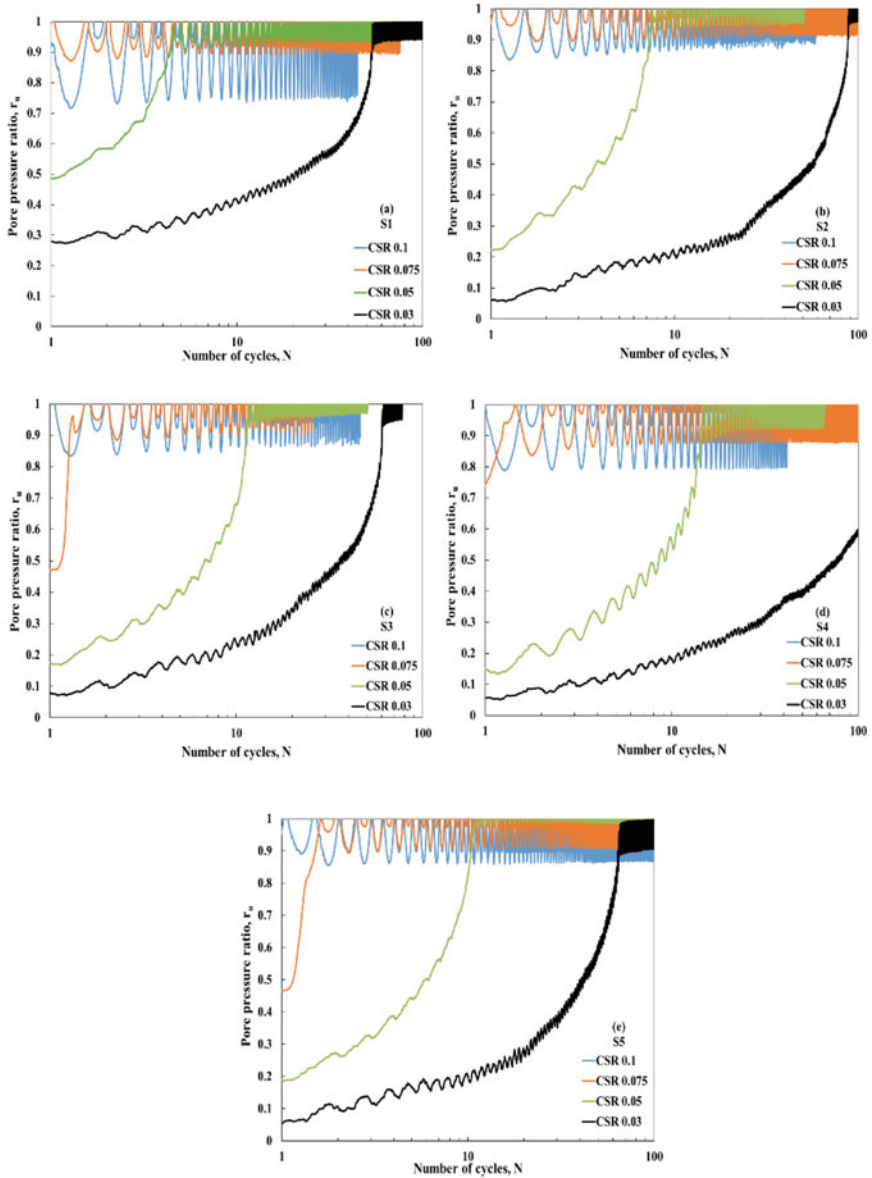 1
0.9
0.8
0.7
0.6
0.5
0.4
0.3
0.2
0.1
0
Pore pressure ratio, rᵤ
(a)
S1
CSR 0.1
CSR 0.075
CSR 0.05
CSR 0.03
1 10 100
Number of cycles, N
1
0.9
0.8
0.7
0.6
0.5
0.4
0.3
0.2
0.1
0
Pore pressure ratio, rᵤ
(b)
S2
CSR 0.1
CSR 0.075
CSR 0.05
CSR 0.03
1 10 100
Number of cycles, N
1
0.9
0.8
0.7
0.6
0.5
0.4
0.3
0.2
0.1
0
Pore pressure ratio, rᵤ
(c)
S3
CSR 0.1
CSR 0.075
CSR 0.05
CSR 0.03
1 10 100
Number of cycles, N
1
0.9
0.8
0.7
0.6
0.5
0.4
0.3
0.2
0.1
0
Pore pressure ratio, rᵤ
(d)
S4
CSR 0.1
CSR 0.075
CSR 0.05
CSR 0.03
1 10 100
Number of cycles, N
1
0.9
0.8
0.7
0.6
0.5
0.4
0.3
0.2
0.1
0
Pore pressure ratio, rᵤ
(e)
S5
CSR 0.1
CSR 0.075
CSR 0.05
CSR 0.03
1 10 100
Number of cycles, N